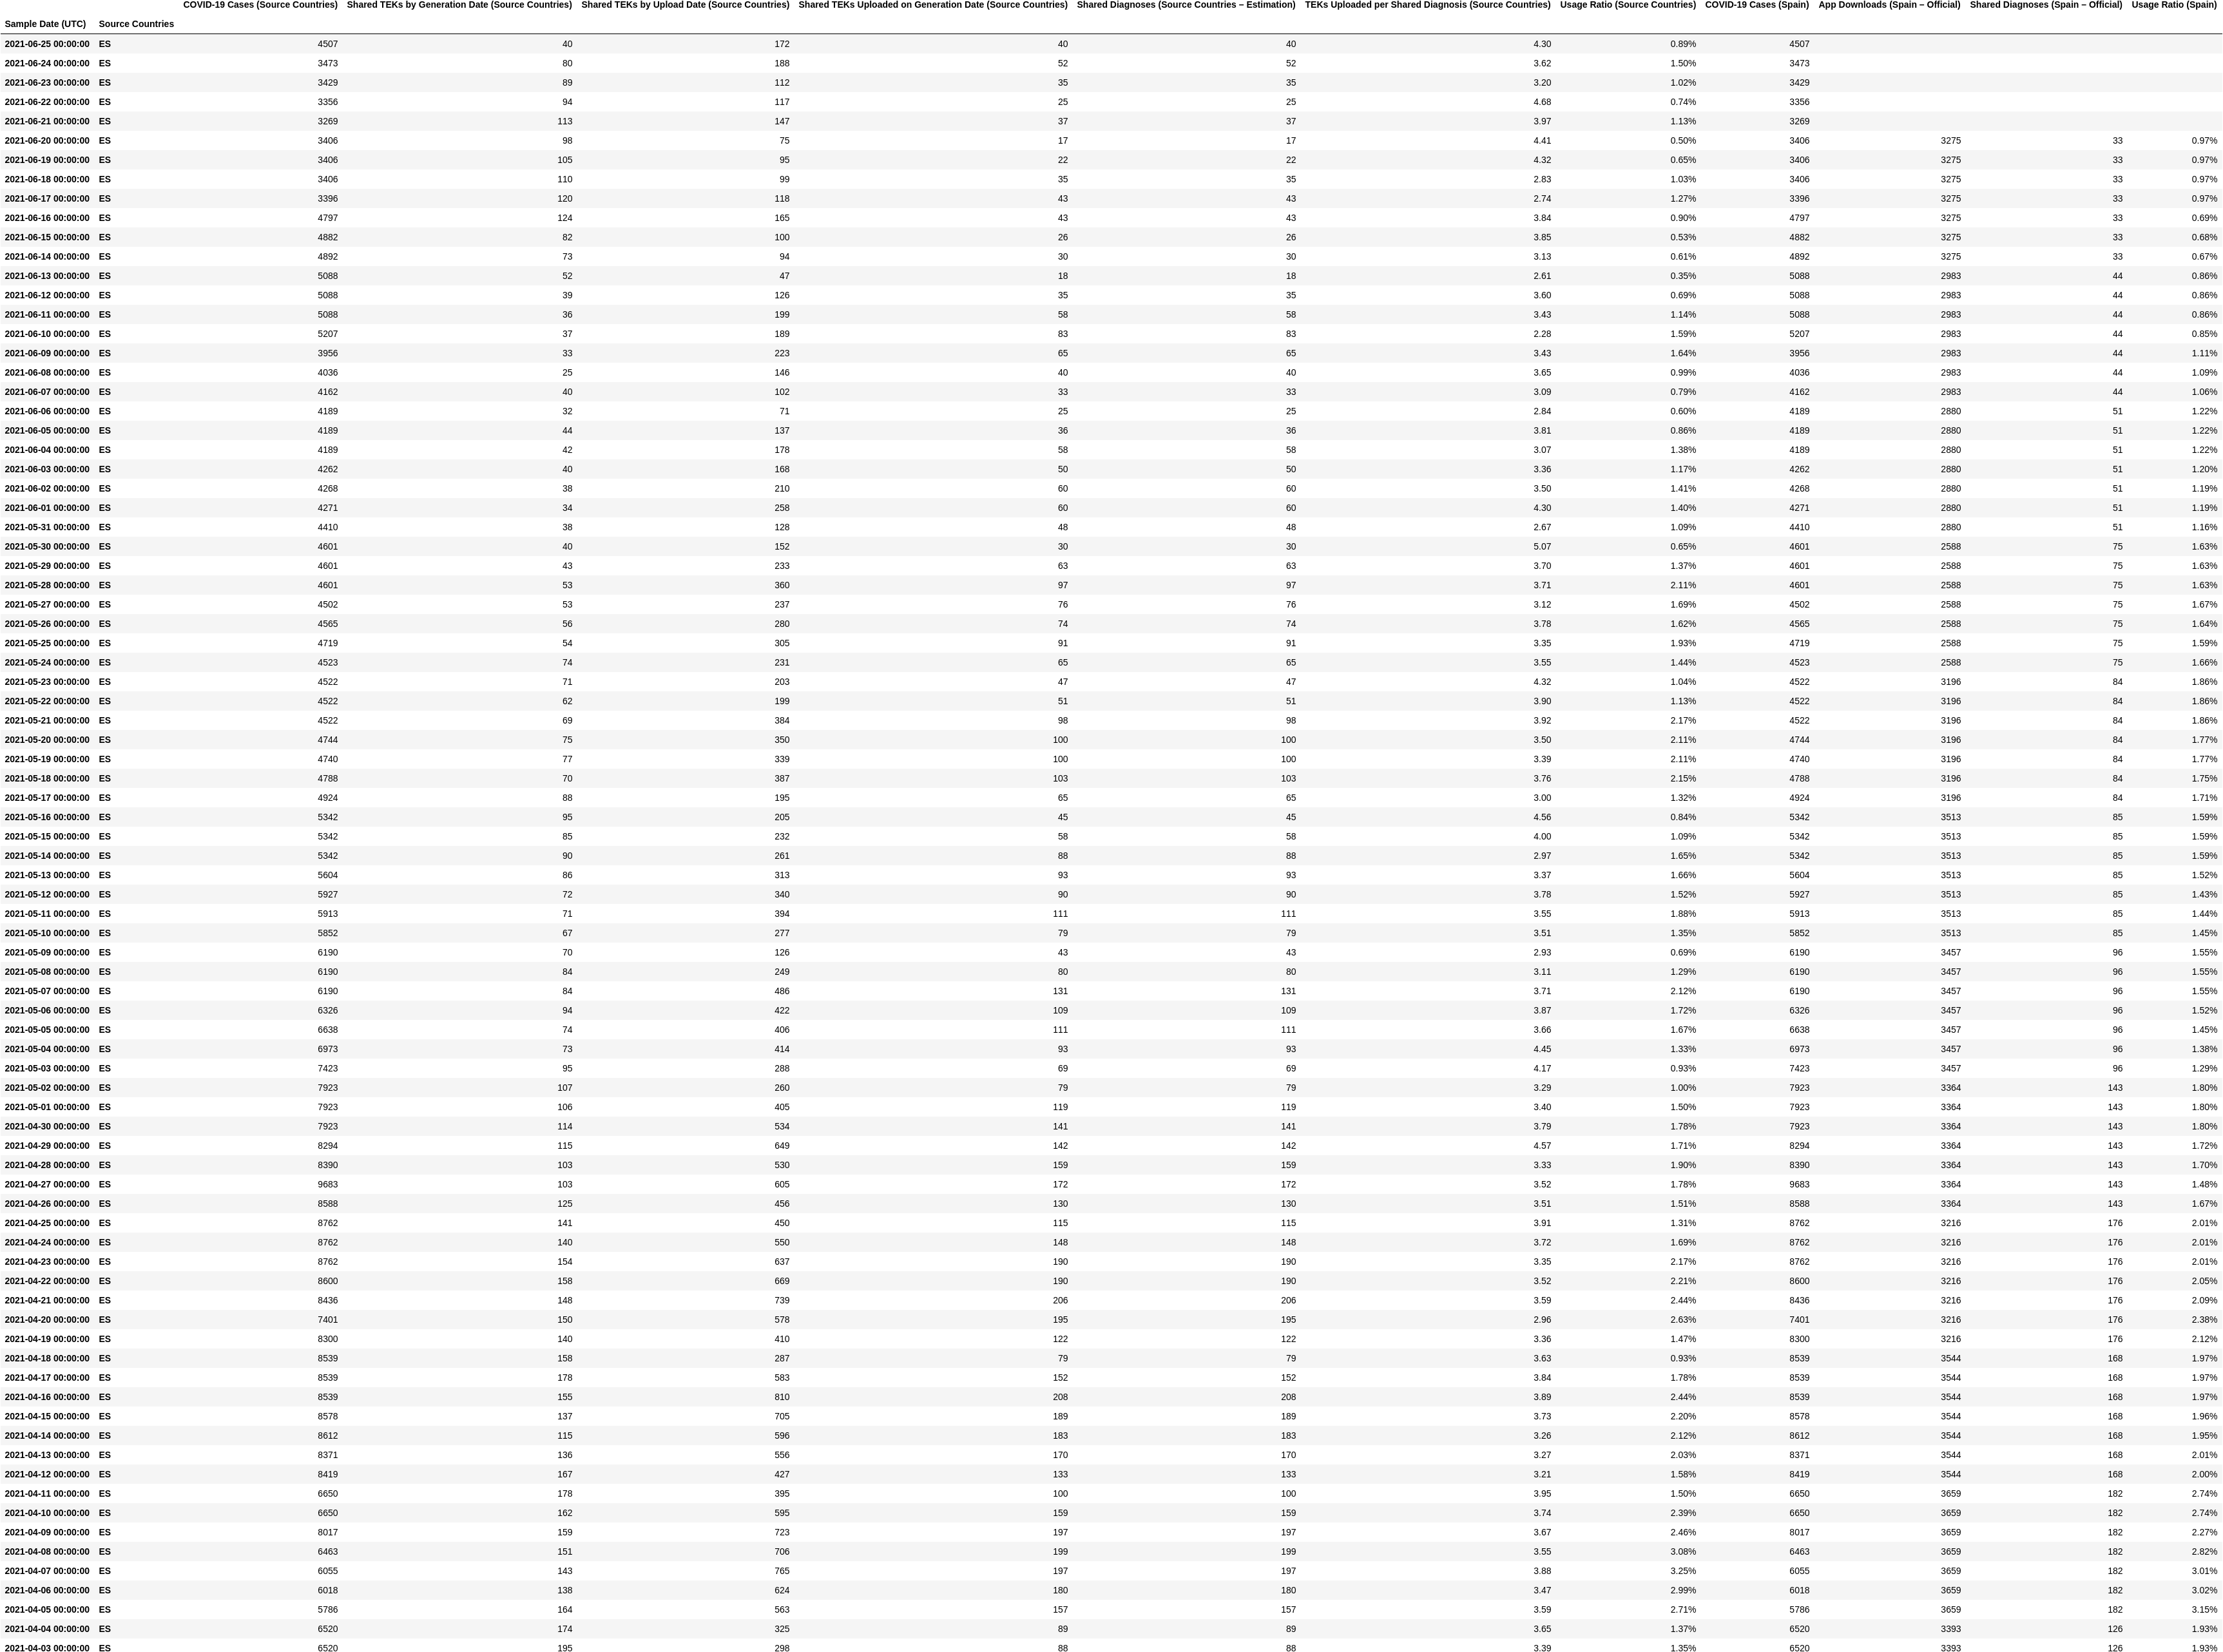 COVID-19 Cases (Source Countries) Shared TEKs by Generation Date (Source Countries) Shared TEKs by Upload Date (Source Countries) Shared TEKs Uploaded on Generation Date (Source Countries) Shared Diagnoses (Source Countries – Estimation) TEKs Uploaded per Shared Diagnosis (Source Countries) Usage Ratio (Source Countries) COVID-19 Cases (Spain) App Downloads (Spain – Official) Shared Diagnoses (Spain – Official) Usage Ratio (Spain)
Sample Date (UTC) Source Countries
2021-06-25 00:00:00 ES 4507 40 172 40 40 4.30 0.89% 4507
2021-06-24 00:00:00 ES 3473 80 188 52 52 3.62 1.50% 3473
2021-06-23 00:00:00 ES 3429 89 112 35 35 3.20 1.02% 3429
2021-06-22 00:00:00 ES 3356 94 117 25 25 4.68 0.74% 3356
2021-06-21 00:00:00 ES 3269 113 147 37 37 3.97 1.13% 3269
2021-06-20 00:00:00 ES 3406 98 75 17 17 4.41 0.50% 3406 3275 33 0.97%
2021-06-19 00:00:00 ES 3406 105 95 22 22 4.32 0.65% 3406 3275 33 0.97%
2021-06-18 00:00:00 ES 3406 110 99 35 35 2.83 1.03% 3406 3275 33 0.97%
2021-06-17 00:00:00 ES 3396 120 118 43 43 2.74 1.27% 3396 3275 33 0.97%
2021-06-16 00:00:00 ES 4797 124 165 43 43 3.84 0.90% 4797 3275 33 0.69%
2021-06-15 00:00:00 ES 4882 82 100 26 26 3.85 0.53% 4882 3275 33 0.68%
2021-06-14 00:00:00 ES 4892 73 94 30 30 3.13 0.61% 4892 3275 33 0.67%
2021-06-13 00:00:00 ES 5088 52 47 18 18 2.61 0.35% 5088 2983 44 0.86%
2021-06-12 00:00:00 ES 5088 39 126 35 35 3.60 0.69% 5088 2983 44 0.86%
2021-06-11 00:00:00 ES 5088 36 199 58 58 3.43 1.14% 5088 2983 44 0.86%
2021-06-10 00:00:00 ES 5207 37 189 83 83 2.28 1.59% 5207 2983 44 0.85%
2021-06-09 00:00:00 ES 3956 33 223 65 65 3.43 1.64% 3956 2983 44 1.11%
2021-06-08 00:00:00 ES 4036 25 146 40 40 3.65 0.99% 4036 2983 44 1.09%
2021-06-07 00:00:00 ES 4162 40 102 33 33 3.09 0.79% 4162 2983 44 1.06%
2021-06-06 00:00:00 ES 4189 32 71 25 25 2.84 0.60% 4189 2880 51 1.22%
2021-06-05 00:00:00 ES 4189 44 137 36 36 3.81 0.86% 4189 2880 51 1.22%
2021-06-04 00:00:00 ES 4189 42 178 58 58 3.07 1.38% 4189 2880 51 1.22%
2021-06-03 00:00:00 ES 4262 40 168 50 50 3.36 1.17% 4262 2880 51 1.20%
2021-06-02 00:00:00 ES 4268 38 210 60 60 3.50 1.41% 4268 2880 51 1.19%
2021-06-01 00:00:00 ES 4271 34 258 60 60 4.30 1.40% 4271 2880 51 1.19%
2021-05-31 00:00:00 ES 4410 38 128 48 48 2.67 1.09% 4410 2880 51 1.16%
2021-05-30 00:00:00 ES 4601 40 152 30 30 5.07 0.65% 4601 2588 75 1.63%
2021-05-29 00:00:00 ES 4601 43 233 63 63 3.70 1.37% 4601 2588 75 1.63%
2021-05-28 00:00:00 ES 4601 53 360 97 97 3.71 2.11% 4601 2588 75 1.63%
2021-05-27 00:00:00 ES 4502 53 237 76 76 3.12 1.69% 4502 2588 75 1.67%
2021-05-26 00:00:00 ES 4565 56 280 74 74 3.78 1.62% 4565 2588 75 1.64%
2021-05-25 00:00:00 ES 4719 54 305 91 91 3.35 1.93% 4719 2588 75 1.59%
2021-05-24 00:00:00 ES 4523 74 231 65 65 3.55 1.44% 4523 2588 75 1.66%
2021-05-23 00:00:00 ES 4522 71 203 47 47 4.32 1.04% 4522 3196 84 1.86%
2021-05-22 00:00:00 ES 4522 62 199 51 51 3.90 1.13% 4522 3196 84 1.86%
2021-05-21 00:00:00 ES 4522 69 384 98 98 3.92 2.17% 4522 3196 84 1.86%
2021-05-20 00:00:00 ES 4744 75 350 100 100 3.50 2.11% 4744 3196 84 1.77%
2021-05-19 00:00:00 ES 4740 77 339 100 100 3.39 2.11% 4740 3196 84 1.77%
2021-05-18 00:00:00 ES 4788 70 387 103 103 3.76 2.15% 4788 3196 84 1.75%
2021-05-17 00:00:00 ES 4924 88 195 65 65 3.00 1.32% 4924 3196 84 1.71%
2021-05-16 00:00:00 ES 5342 95 205 45 45 4.56 0.84% 5342 3513 85 1.59%
2021-05-15 00:00:00 ES 5342 85 232 58 58 4.00 1.09% 5342 3513 85 1.59%
2021-05-14 00:00:00 ES 5342 90 261 88 88 2.97 1.65% 5342 3513 85 1.59%
2021-05-13 00:00:00 ES 5604 86 313 93 93 3.37 1.66% 5604 3513 85 1.52%
2021-05-12 00:00:00 ES 5927 72 340 90 90 3.78 1.52% 5927 3513 85 1.43%
2021-05-11 00:00:00 ES 5913 71 394 111 111 3.55 1.88% 5913 3513 85 1.44%
2021-05-10 00:00:00 ES 5852 67 277 79 79 3.51 1.35% 5852 3513 85 1.45%
2021-05-09 00:00:00 ES 6190 70 126 43 43 2.93 0.69% 6190 3457 96 1.55%
2021-05-08 00:00:00 ES 6190 84 249 80 80 3.11 1.29% 6190 3457 96 1.55%
2021-05-07 00:00:00 ES 6190 84 486 131 131 3.71 2.12% 6190 3457 96 1.55%
2021-05-06 00:00:00 ES 6326 94 422 109 109 3.87 1.72% 6326 3457 96 1.52%
2021-05-05 00:00:00 ES 6638 74 406 111 111 3.66 1.67% 6638 3457 96 1.45%
2021-05-04 00:00:00 ES 6973 73 414 93 93 4.45 1.33% 6973 3457 96 1.38%
2021-05-03 00:00:00 ES 7423 95 288 69 69 4.17 0.93% 7423 3457 96 1.29%
2021-05-02 00:00:00 ES 7923 107 260 79 79 3.29 1.00% 7923 3364 143 1.80%
2021-05-01 00:00:00 ES 7923 106 405 119 119 3.40 1.50% 7923 3364 143 1.80%
2021-04-30 00:00:00 ES 7923 114 534 141 141 3.79 1.78% 7923 3364 143 1.80%
2021-04-29 00:00:00 ES 8294 115 649 142 142 4.57 1.71% 8294 3364 143 1.72%
2021-04-28 00:00:00 ES 8390 103 530 159 159 3.33 1.90% 8390 3364 143 1.70%
2021-04-27 00:00:00 ES 9683 103 605 172 172 3.52 1.78% 9683 3364 143 1.48%
2021-04-26 00:00:00 ES 8588 125 456 130 130 3.51 1.51% 8588 3364 143 1.67%
2021-04-25 00:00:00 ES 8762 141 450 115 115 3.91 1.31% 8762 3216 176 2.01%
2021-04-24 00:00:00 ES 8762 140 550 148 148 3.72 1.69% 8762 3216 176 2.01%
2021-04-23 00:00:00 ES 8762 154 637 190 190 3.35 2.17% 8762 3216 176 2.01%
2021-04-22 00:00:00 ES 8600 158 669 190 190 3.52 2.21% 8600 3216 176 2.05%
2021-04-21 00:00:00 ES 8436 148 739 206 206 3.59 2.44% 8436 3216 176 2.09%
2021-04-20 00:00:00 ES 7401 150 578 195 195 2.96 2.63% 7401 3216 176 2.38%
2021-04-19 00:00:00 ES 8300 140 410 122 122 3.36 1.47% 8300 3216 176 2.12%
2021-04-18 00:00:00 ES 8539 158 287 79 79 3.63 0.93% 8539 3544 168 1.97%
2021-04-17 00:00:00 ES 8539 178 583 152 152 3.84 1.78% 8539 3544 168 1.97%
2021-04-16 00:00:00 ES 8539 155 810 208 208 3.89 2.44% 8539 3544 168 1.97%
2021-04-15 00:00:00 ES 8578 137 705 189 189 3.73 2.20% 8578 3544 168 1.96%
2021-04-14 00:00:00 ES 8612 115 596 183 183 3.26 2.12% 8612 3544 168 1.95%
2021-04-13 00:00:00 ES 8371 136 556 170 170 3.27 2.03% 8371 3544 168 2.01%
2021-04-12 00:00:00 ES 8419 167 427 133 133 3.21 1.58% 8419 3544 168 2.00%
2021-04-11 00:00:00 ES 6650 178 395 100 100 3.95 1.50% 6650 3659 182 2.74%
2021-04-10 00:00:00 ES 6650 162 595 159 159 3.74 2.39% 6650 3659 182 2.74%
2021-04-09 00:00:00 ES 8017 159 723 197 197 3.67 2.46% 8017 3659 182 2.27%
2021-04-08 00:00:00 ES 6463 151 706 199 199 3.55 3.08% 6463 3659 182 2.82%
2021-04-07 00:00:00 ES 6055 143 765 197 197 3.88 3.25% 6055 3659 182 3.01%
2021-04-06 00:00:00 ES 6018 138 624 180 180 3.47 2.99% 6018 3659 182 3.02%
2021-04-05 00:00:00 ES 5786 164 563 157 157 3.59 2.71% 5786 3659 182 3.15%
2021-04-04 00:00:00 ES 6520 174 325 89 89 3.65 1.37% 6520 3393 126 1.93%
2021-04-03 00:00:00 ES 6520 195 298 88 88 3.39 1.35% 6520 3393 126 1.93%